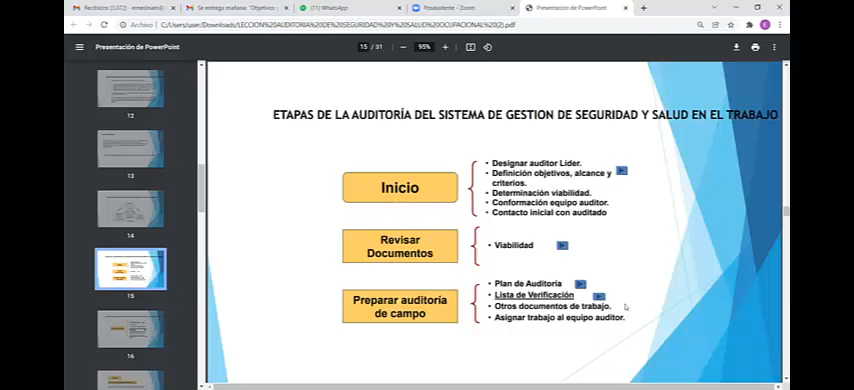 Recibidos (3.072) - emedinam@
Se entrega mañana: "Objetivos y
(11) WhatsApp
Posasistente - Zoom
Presentación de PowerPoint
Archivo
C:/Users/user/Downloads/LECCION%20AUDITORIA%20DE%20SEGURIDAD%20Y%20SALUD%20OCUPACIONAL%20(2).pdf
E
Presentación de PowerPoint
15 / 31
95%
12
13
14
15
16
ETAPAS DE LA AUDITORÍA DEL SISTEMA DE GESTION DE SEGURIDAD Y SALUD EN EL TRABAJO
Inicio
• Designar auditor Líder.
• Definición objetivos, alcance y
criterios.
• Determinación viabilidad.
• Conformación equipo auditor.
• Contacto inicial con auditado
Revisar
Documentos
• Viabilidad
Preparar auditoría
de campo
• Plan de Auditoría
• Lista de Verificación
• Otros documentos de trabajo.
• Asignar trabajo al equipo auditor.